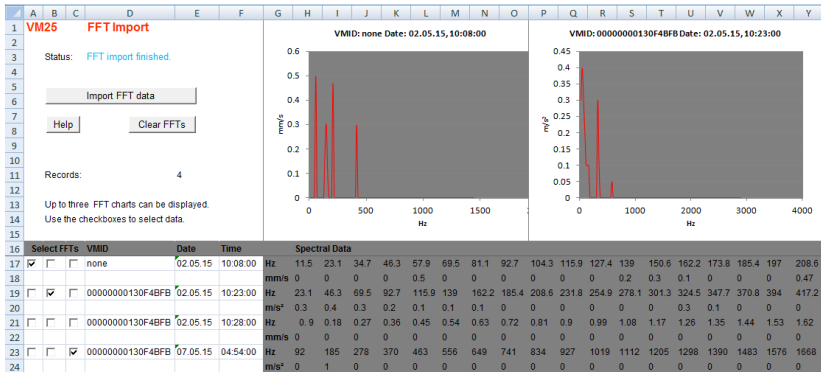 A B C D E F G H I J K L M N O P Q R S T U V W X Y
1 VM25 FFT Import
2
3 Status: FFT import finished.
4
5
6 Import FFT data
7
8 Help Clear FFTs
9
10
11 Records: 4
12
13 Up to three FFT charts can be displayed.
14 Use the checkboxes to select data.
15
VMID: none Date: 02.05.15, 10:08:00
0.6
0.5
0.4
0.3
0.2
0.1
0
mm/s
0 500 1000 1500
Hz
VMID: 00000000130F4BFB Date: 02.05.15, 10:23:00
0.45
0.4
0.35
0.3
0.25
0.2
0.15
0.1
0.05
0
m/s²
0 1000 2000 3000 4000
Hz
16 Select FFTs VMID Date Time Spectral Data
17 none 02.05.15 10:08:00 Hz 11.5 23.1 34.7 46.3 57.9 69.5 81.1 92.7 104.3 115.9 127.4 139 150.6 162.2 173.8 185.4 197 208.6
18 mm/s 0 0 0 0 0.5 0 0 0 0 0 0 0 0.2 0.3 0.1 0 0 0.47
19 00000000130F4BFB 02.05.15 10:23:00 Hz 23.1 46.3 69.5 92.7 115.9 139 162.2 185.4 208.6 231.8 254.9 278.1 301.3 324.5 347.7 370.8 394 417.2
20 m/s² 0.3 0.4 0.3 0.2 0.1 0.1 0.1 0 0 0 0 0 0 0.3 0.1 0 0 0
21 00000000130F4BFB 02.05.15 10:28:00 Hz 0.9 0.18 0.27 0.36 0.45 0.54 0.63 0.72 0.81 0.9 0.99 1.08 1.17 1.26 1.35 1.44 1.53 1.62
22 mm/s 0 0 0 0 0 0 0 0 0 0 0 0 0 0 0 0 0 0
23 00000000130F4BFB 07.05.15 04:54:00 Hz 92 185 278 370 463 556 649 741 834 927 1019 1112 1205 1298 1390 1483 1576 1668
24 m/s² 0 1 0 0 0 0 0 0 0 0 0 0 0 0 0 0 0 0